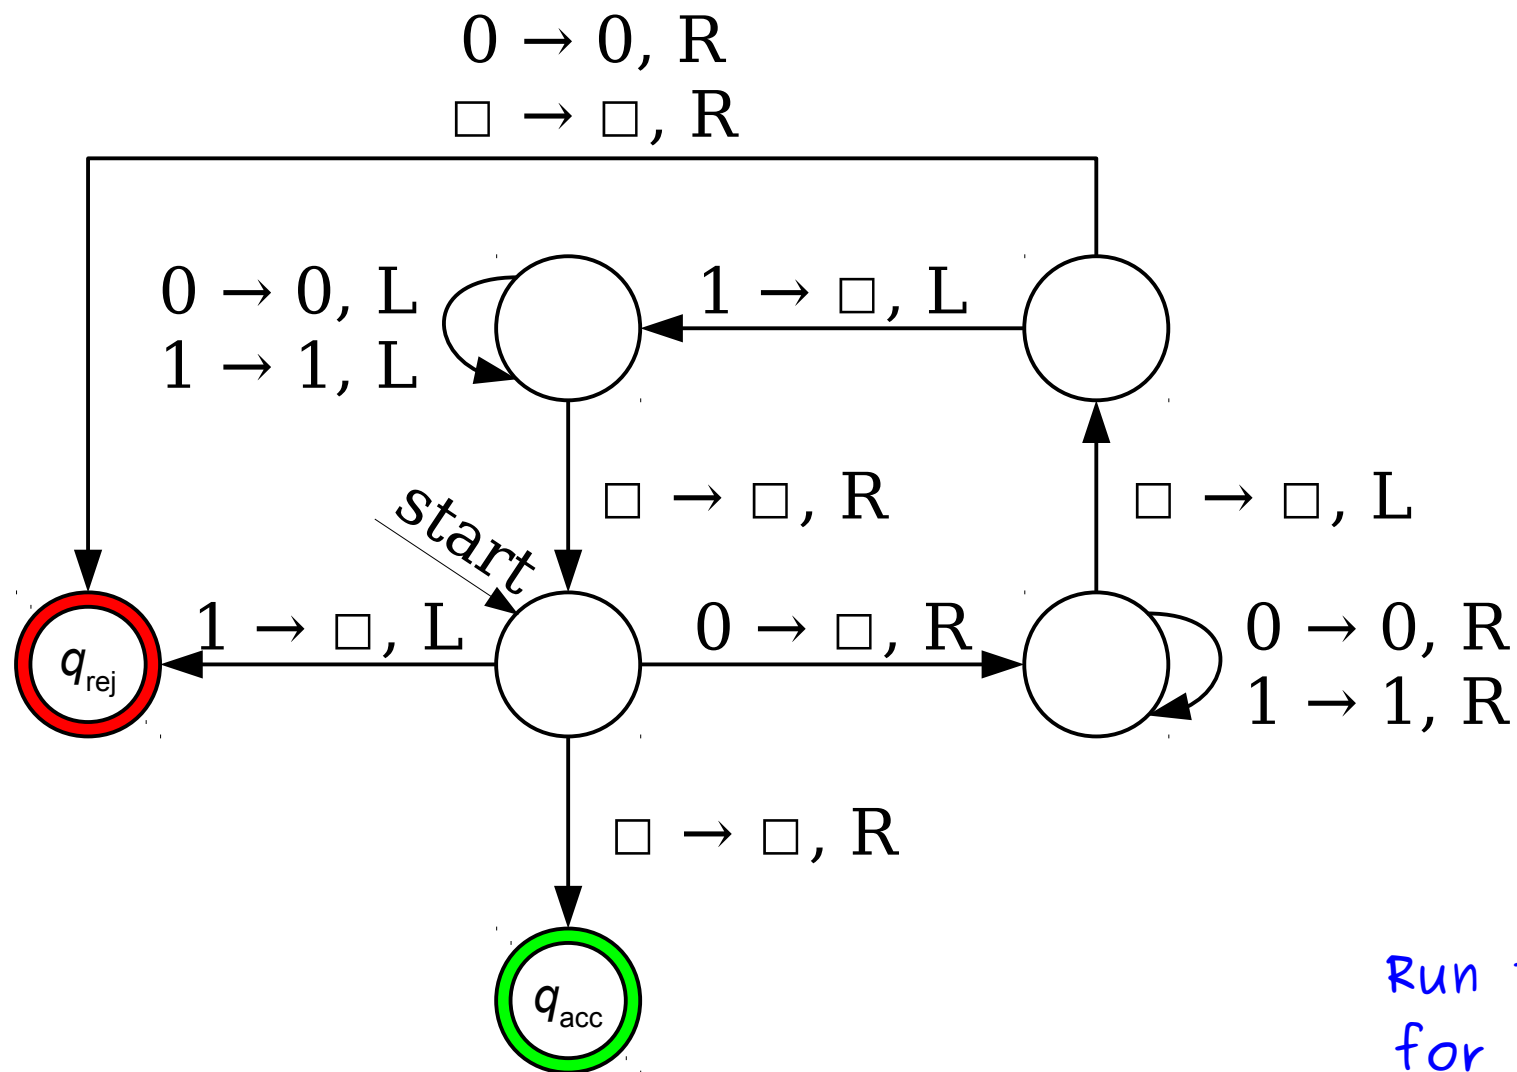 0 → 0, R
□ → □, R
0 → 0, L
1 → 1, L
1 → □, L
□ → □, R
□ → □, L
start
q_rej
1 → □, L
0 → □, R
0 → 0, R
1 → 1, R
□ → □, R
q_acc
Run
for